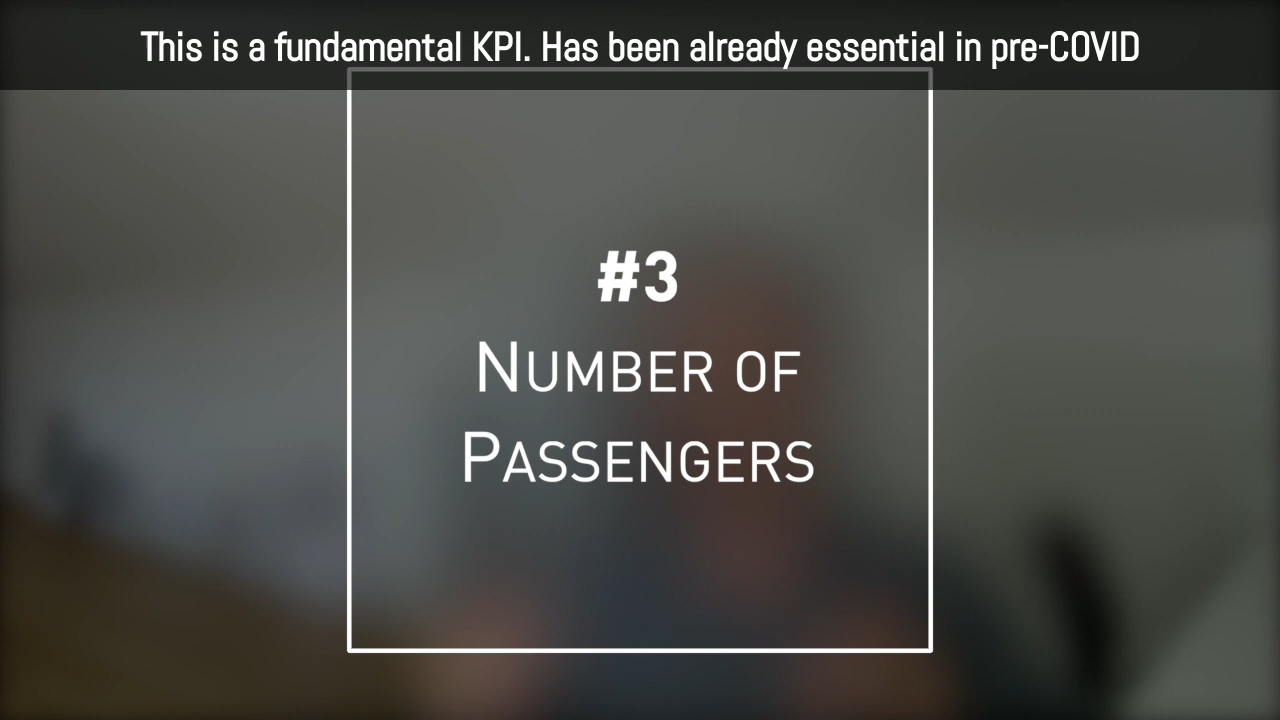 This is a fundamental KPI. Has been already essential in pre-COVID
#3
NUMBER OF
PASSENGERS